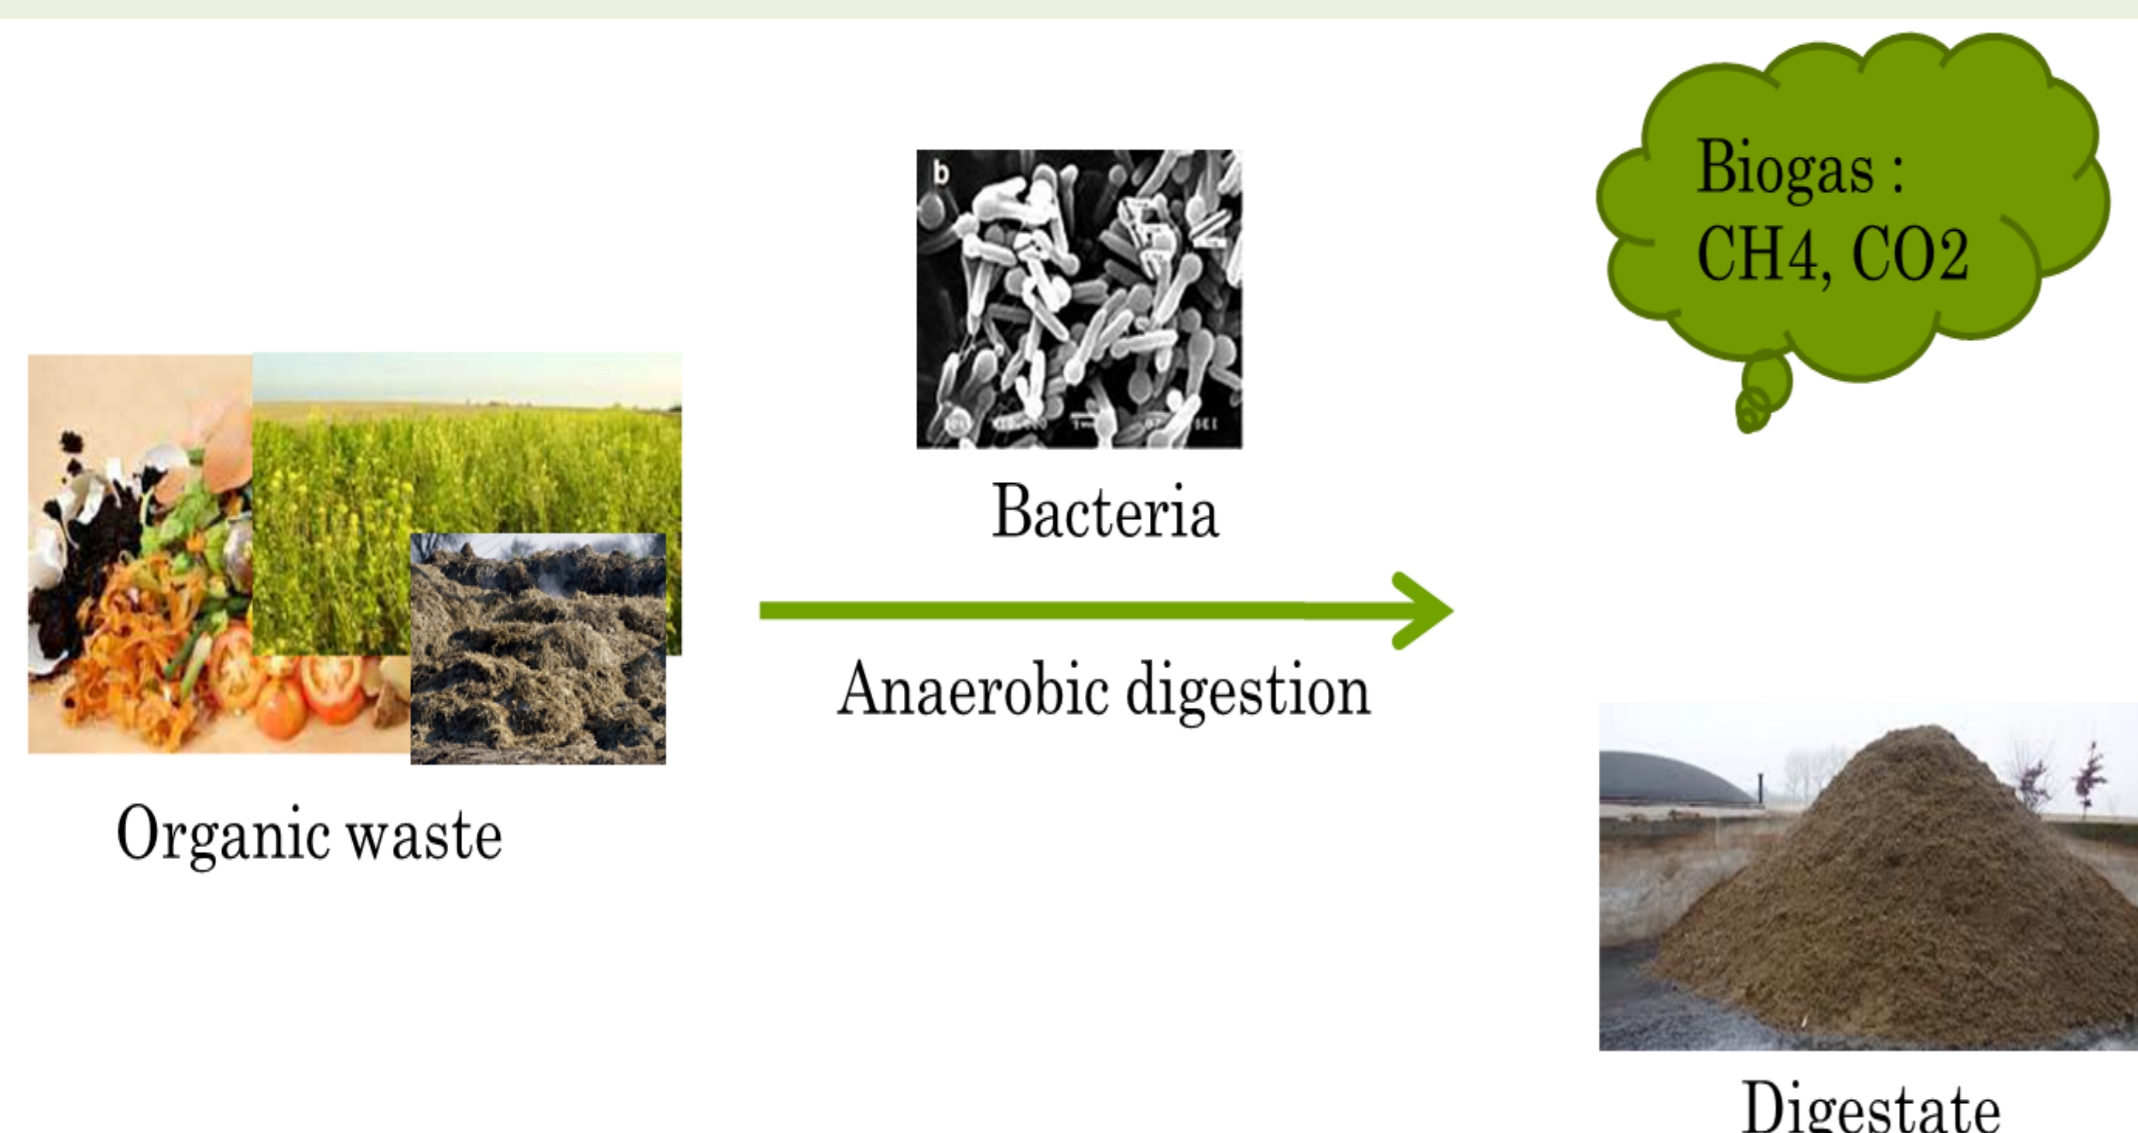 b
Bacteria
Anaerobic digestion
Organic waste
Biogas :
CH4, CO2
Digestate